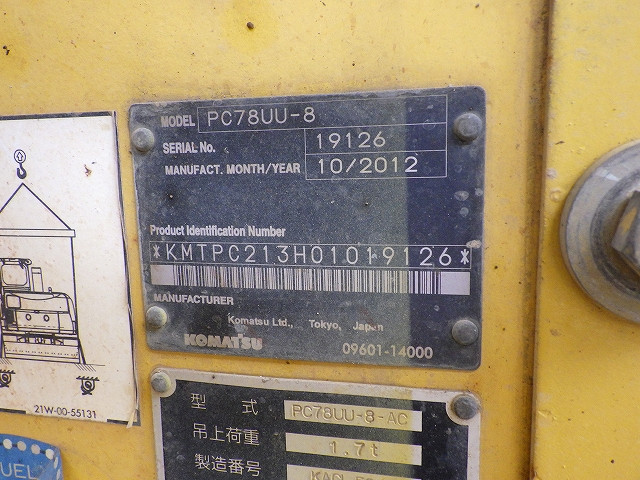 MODEL PC78UU-8
SERIAL No. 19126
MANUFACT. MONTH/YEAR 10/2012
Product Identification Number
*KMTPC213H01019126*
MANUFACTURER
Komatsu Ltd., Tokyo, Japan
KOMATSU 09601-14000
21W-00-55131
型式 PC78UU-8-AC
吊上荷重 1.7t
製造番号
UEL